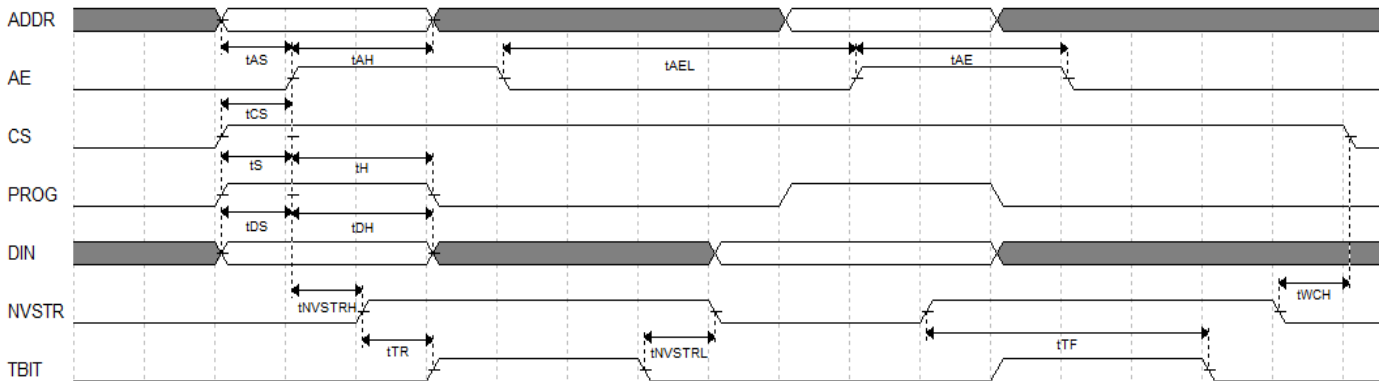 ADDR
tAS
tAH
tAEL
tAE
AE
tCS
CS
tS
tH
PROG
tDS
tDH
DIN
tNVSTRH
tWCH
NVSTR
tTR
tNVSTRL
tTF
TBIT